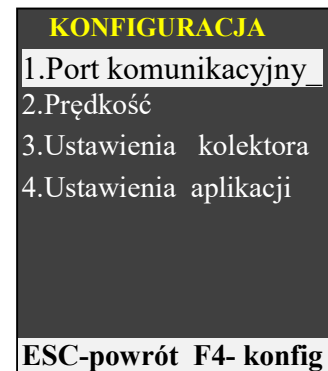 KONFIGURACJA
1.Port komunikacyjny_
2.Prędkość
3.Ustawienia kolektora
4.Ustawienia aplikacji
ESC-powrót F4- konfig